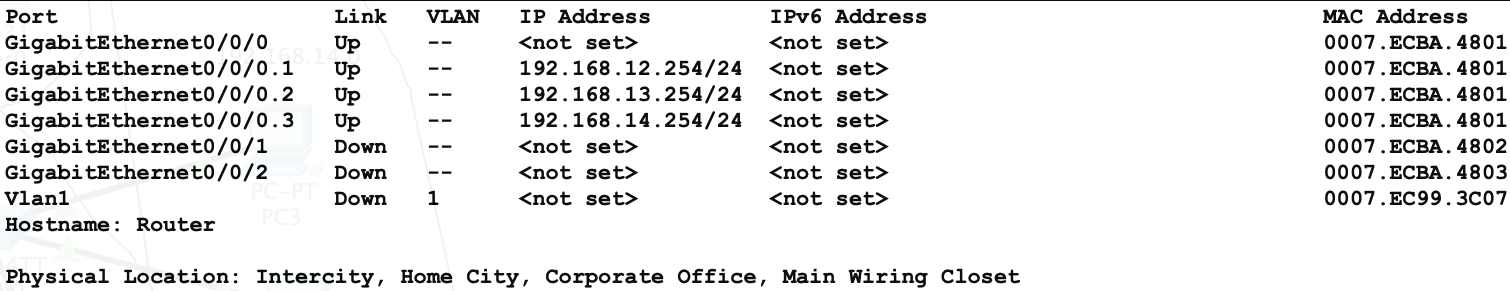 Port Link VLAN IP Address IPv6 Address MAC Address
GigabitEthernet0/0/0 Up -- <not set> <not set> 0007.ECBA.4801
GigabitEthernet0/0/0.1 Up -- 192.168.12.254/24 <not set> 0007.ECBA.4801
GigabitEthernet0/0/0.2 Up -- 192.168.13.254/24 <not set> 0007.ECBA.4801
GigabitEthernet0/0/0.3 Up -- 192.168.14.254/24 <not set> 0007.ECBA.4801
GigabitEthernet0/0/1 Down -- <not set> <not set> 0007.ECBA.4802
GigabitEthernet0/0/2 Down -- <not set> <not set> 0007.ECBA.4803
Vlan1 Down 1 <not set> <not set> 0007.EC99.3C07
Hostname: Router
PC-PT
PC3
Physical Location: Intercity, Home City, Corporate Office, Main Wiring Closet